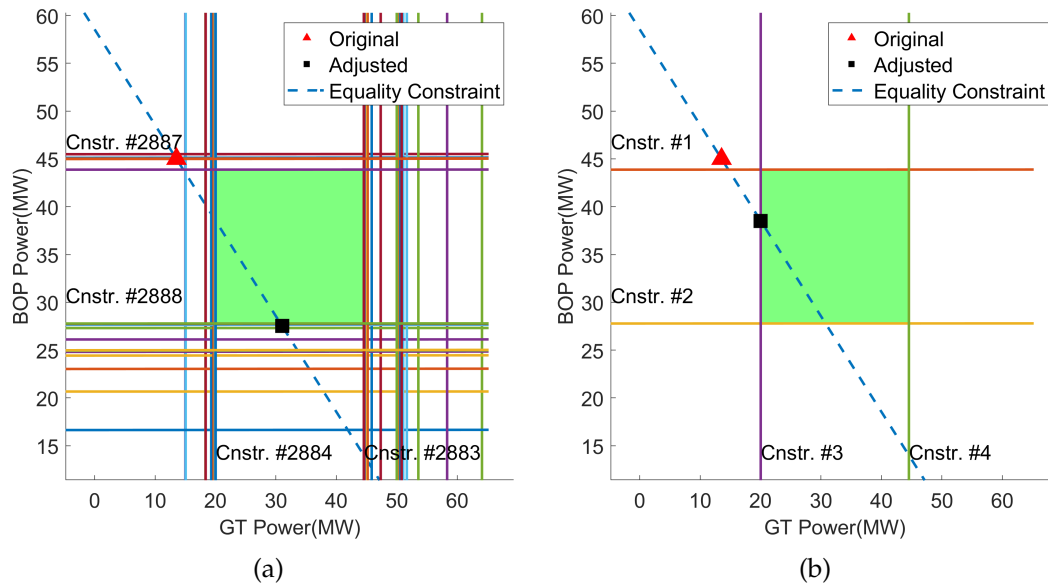 60
55
50
45
40
35
30
25
20
15
BOP Power(MW)
Original
Adjusted
Equality Constraint
Cnstr. #2887
Cnstr. #2888
Cnstr. #2884
Cnstr. #2883
0 10 20 30 40 50 60
GT Power(MW)
(a)
60
55
50
45
40
35
30
25
20
15
BOP Power(MW)
Original
Adjusted
Equality Constraint
Cnstr. #1
Cnstr. #2
Cnstr. #3
Cnstr. #4
0 10 20 30 40 50 60
GT Power(MW)
(b)